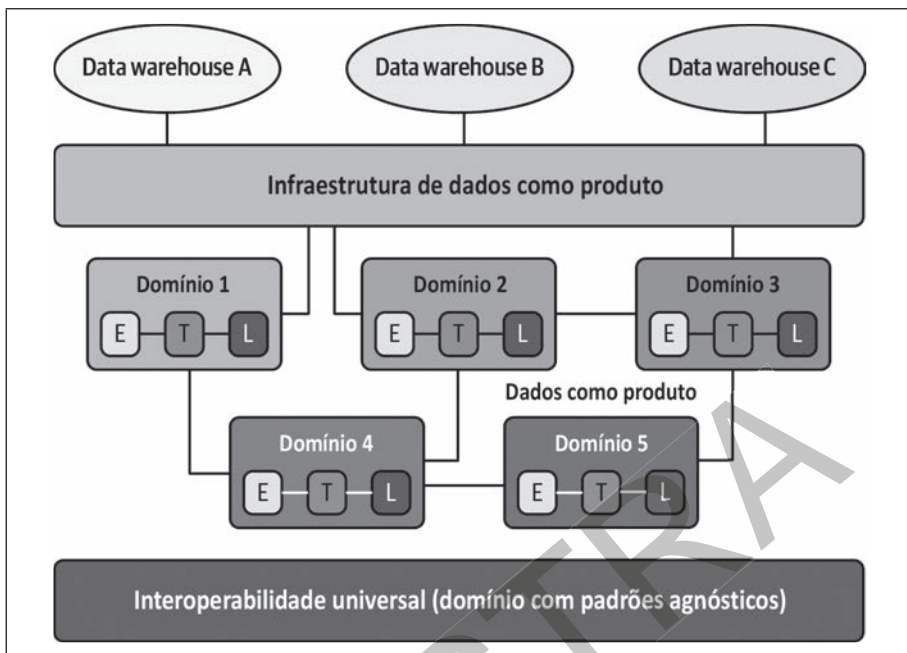 Data warehouse A
Data warehouse B
Data warehouse C
Infraestrutura de dados como produto
Domínio 1
E T L
Domínio 2
E T L
Domínio 3
E T L
Dados como produto
Domínio 4
E T L
Domínio 5
E T L
Interoperabilidade universal (domínio com padrões agnósticos)
STRA